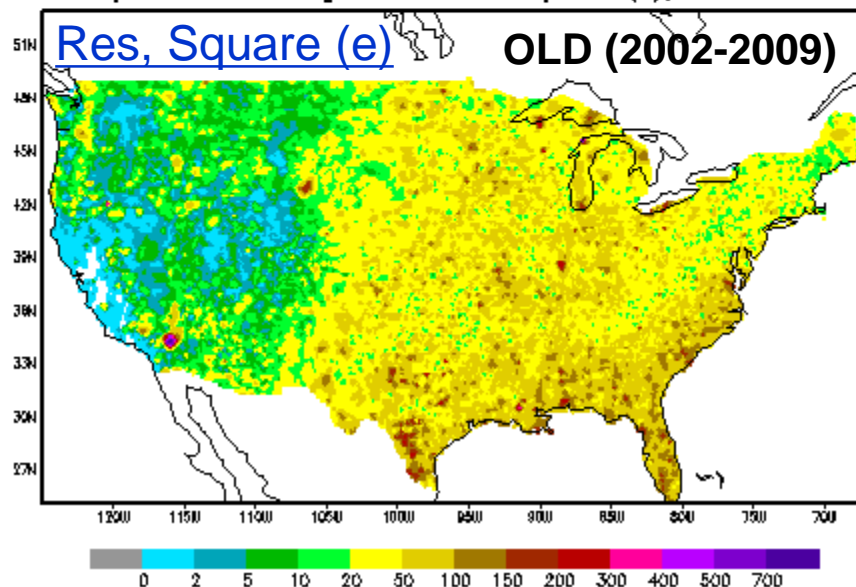 Res, Square (e)
OLD (2002-2009)
51N
48N
45N
42N
39N
36N
33N
30N
27N
120W 115W 110W 105W 100W 95W 90W 85W 80W 75W 70W
0 2 5 10 20 50 100 150 200 300 400 500 700